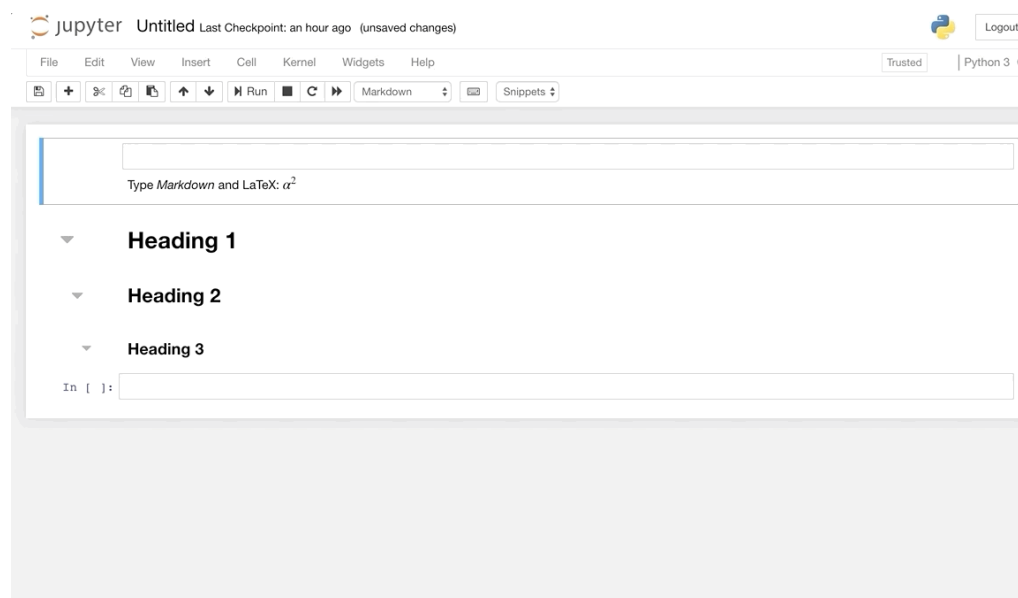 jupyter Untitled Last Checkpoint: an hour ago (unsaved changes) Logout
File Edit View Insert Cell Kernel Widgets Help Trusted Python 3
Run Markdown Snippets
Type Markdown and LaTeX: α²
Heading 1
Heading 2
Heading 3
In [ ]: